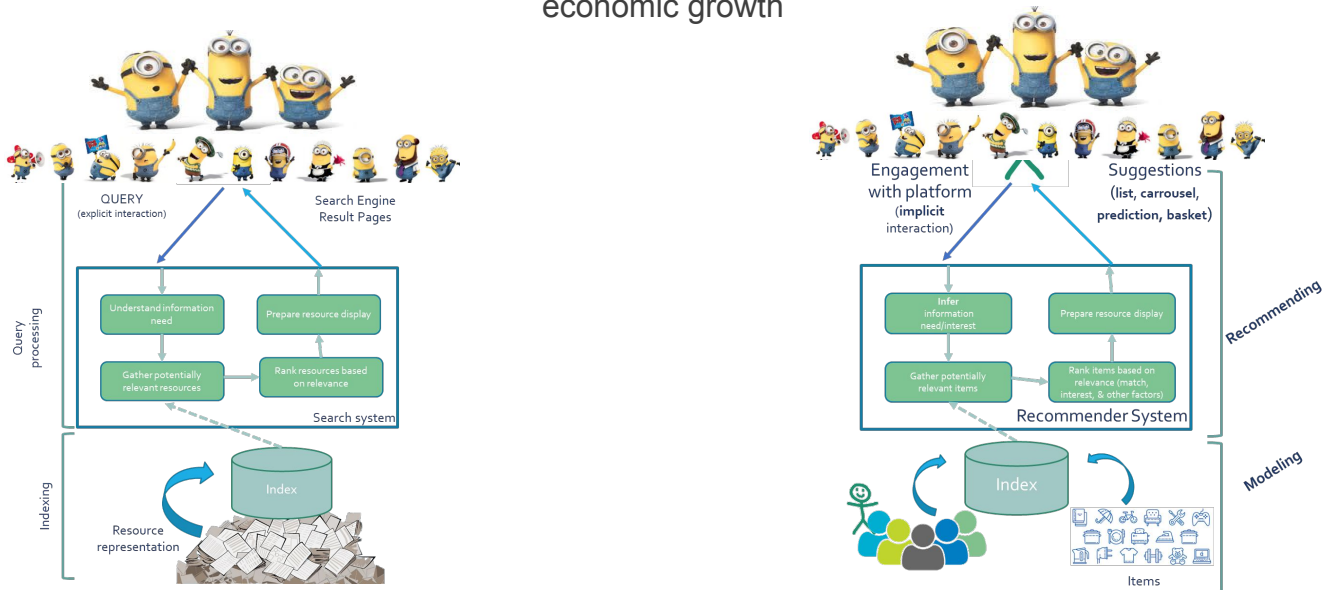 economic growth
QUERY
(explicit interaction)
Search Engine
Result Pages
Understand information
need
Prepare resource display
Gather potentially
relevant resources
Rank resources based
on relevance
Search system
Query
processing
Index
Indexing
Resource
representation
Engagement
with platform
(implicit
interaction)
Suggestions
(list, carrousel,
prediction, basket)
Infer
information
need/interest
Prepare resource display
Gather potentially
relevant items
Rank items based on
relevance (match,
interest, & other factors)
Recommender System
Recommending
Index
Modeling
Items